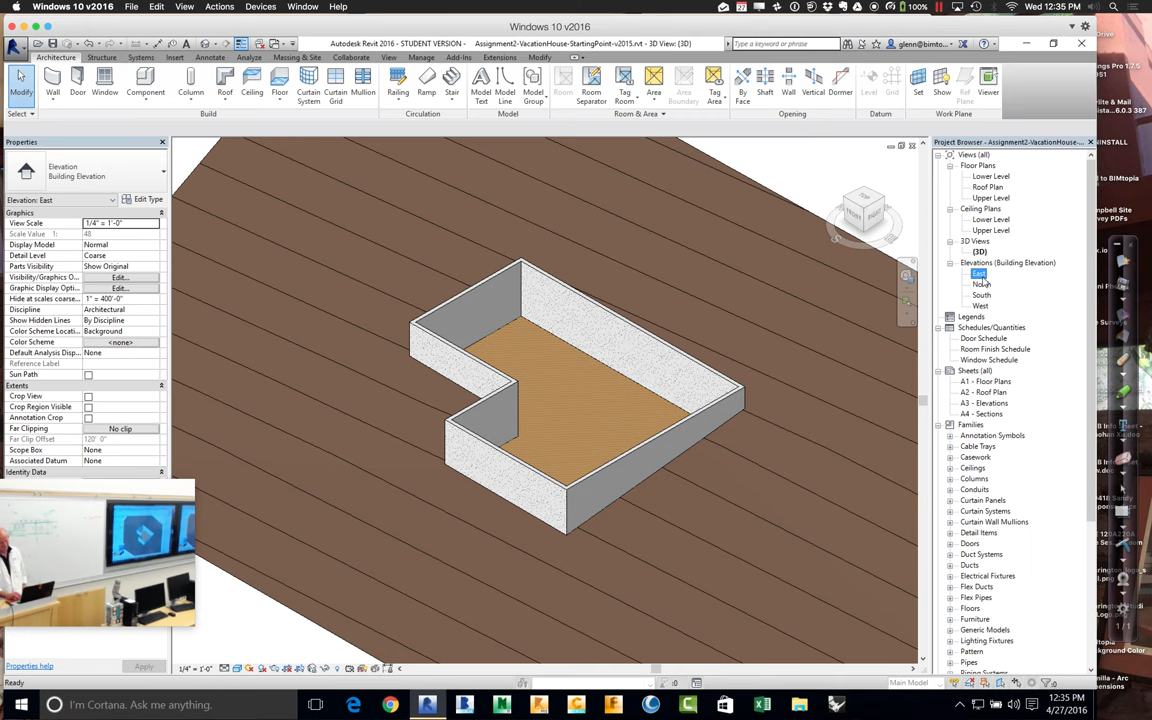 Windows 10 v2016 File Edit View Actions Devices Window Help 100% Wed 12:35 PM
Windows 10 v2016
Autodesk Revit 2016 - STUDENT VERSION - Assignment2-VacationHouse-StartingPoint-v2015.rvt - 3D View: {3D} Type a keyword or phrase glenn@bimto...
Architecture Structure Systems Insert Annotate Analyze Massing & Site Collaborate View Manage Add-Ins Extensions Modify
Modify Wall Door Window Component Column Roof Ceiling Floor Curtain System Curtain Grid Mullion Railing Ramp Stair Model Text Model Line Model Group Room Room Separator Tag Room Area Area Boundary Tag Area By Face Shaft Wall Vertical Dormer Level Grid Set Show Ref Plane Viewer
Select Build Circulation Model Room & Area Opening Datum Work Plane
Properties
Elevation
Building Elevation
Elevation: East Edit Type
Graphics
View Scale 1/4" = 1'-0"
Scale Value 1: 48
Display Model Normal
Detail Level Coarse
Parts Visibility Show Original
Visibility/Graphics O... Edit...
Graphic Display Optio... Edit...
Hide at scales coarse... 1" = 400'-0"
Discipline Architectural
Show Hidden Lines By Discipline
Color Scheme Locati... Background
Color Scheme <none>
Default Analysis Disp... None
Reference Label
Sun Path
Extents
Crop View
Crop Region Visible
Annotation Crop
Far Clipping No clip
Far Clip Offset 120' 0"
Scope Box None
Associated Datum None
Identity Data
Properties help Apply
TOP
FRONT RIGHT
Project Browser - Assignment2-VacationHouse-...
Views (all)
Floor Plans
Lower Level
Roof Plan
Upper Level
Ceiling Plans
Lower Level
Upper Level
3D Views
{3D}
Elevations (Building Elevation)
East
North
South
West
Legends
Schedules/Quantities
Door Schedule
Room Finish Schedule
Window Schedule
Sheets (all)
A1 - Floor Plans
A2 - Roof Plan
A3 - Elevations
A4 - Sections
Families
Annotation Symbols
Cable Trays
Casework
Ceilings
Columns
Conduits
Curtain Panels
Curtain Systems
Curtain Wall Mullions
Detail Items
Doors
Duct Systems
Ducts
Electrical Fixtures
Flex Ducts
Flex Pipes
Floors
Furniture
Generic Models
Lighting Fixtures
Pattern
Pipes
Piping Systems
1/4" = 1'-0"
Ready :0 Main Model :0
I'm Cortana. Ask me anything. 12:35 PM
4/27/2016
1 / 1